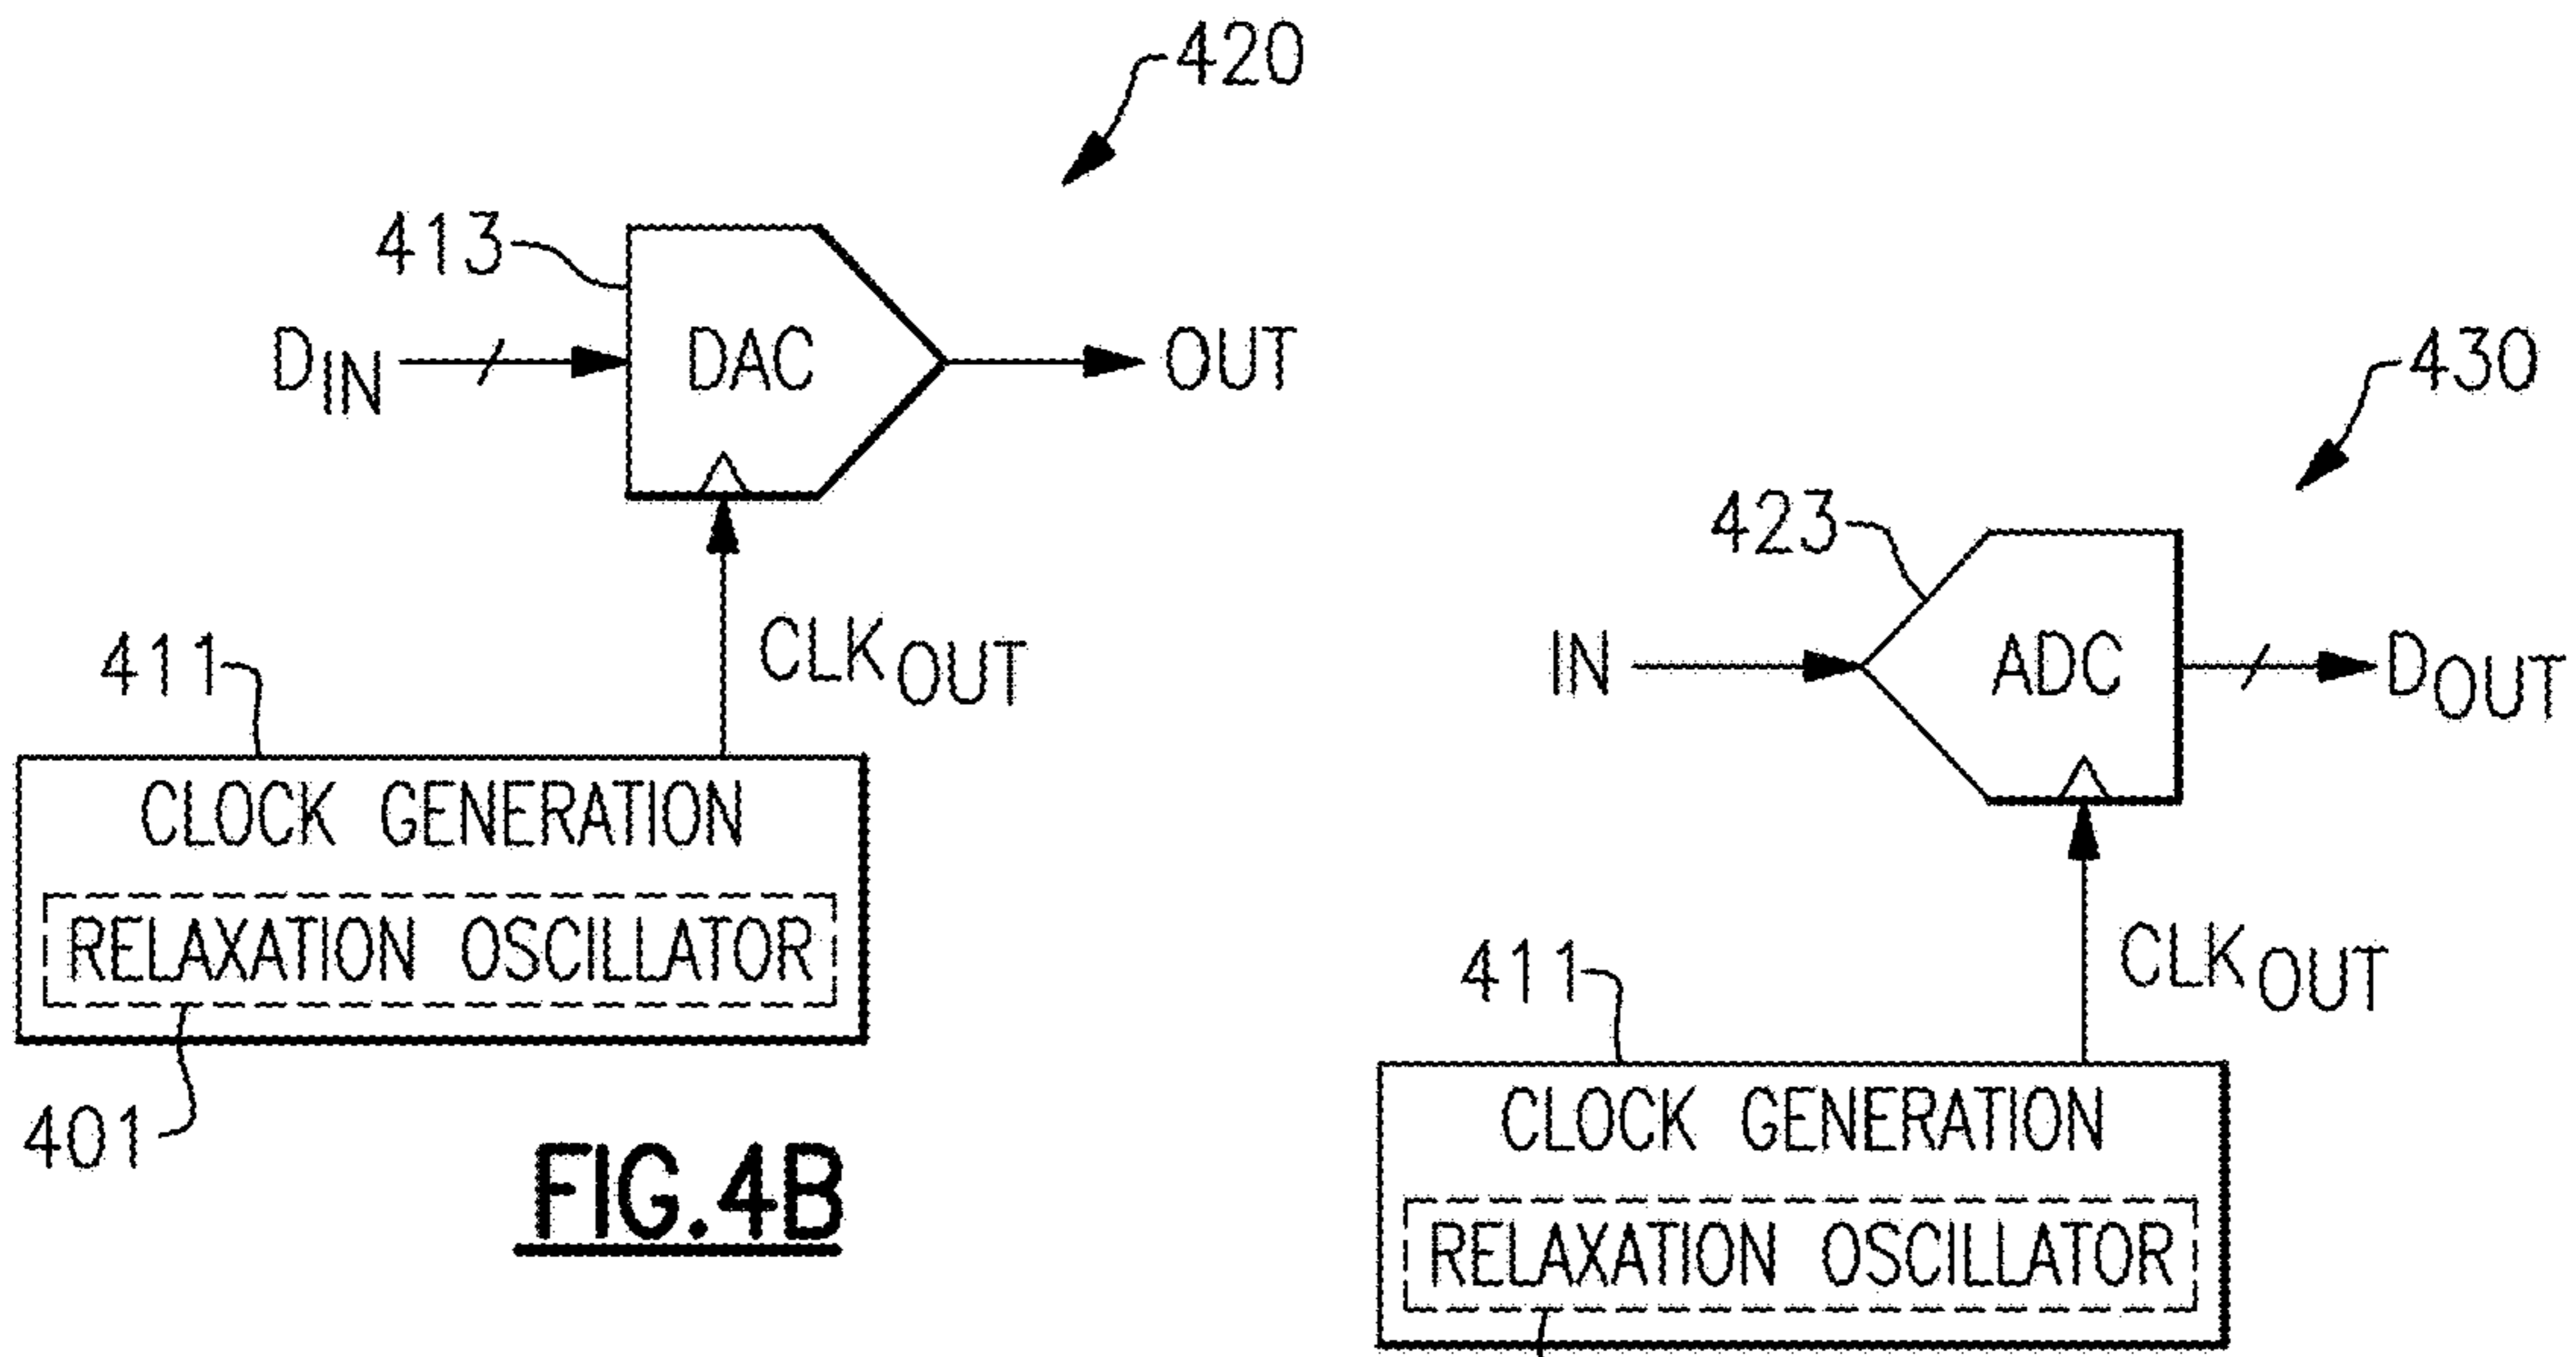 420
413
DIN
DAC
OUT
411
CLKOUT
CLOCK GENERATION
RELAXATION OSCILLATOR
401
FIG.4B
430
423
IN
ADC
DOUT
411
CLKOUT
CLOCK GENERATION
RELAXATION OSCILLATOR